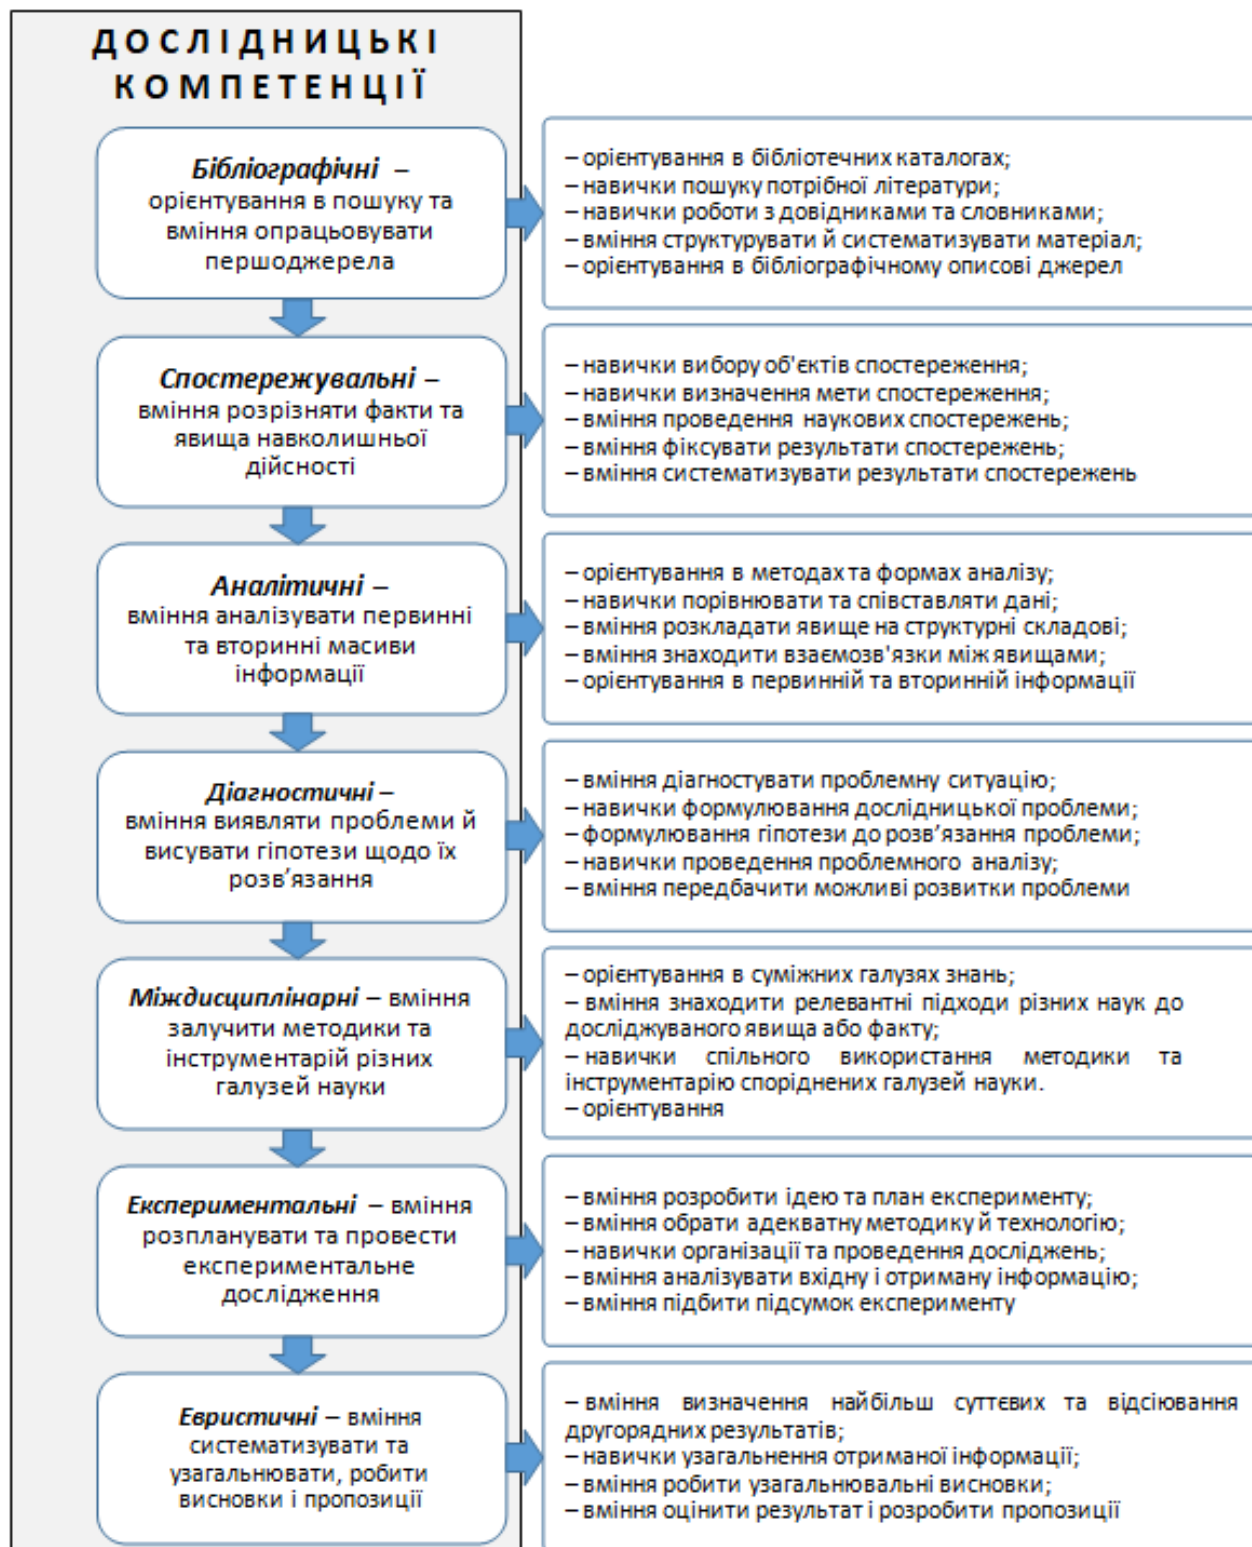 ДОСЛІДНИЦЬКІ
КОМПЕТЕНЦІЇ
Бібліографічні –
орієнтування в пошуку та
вміння опрацьовувати
першоджерела
– орієнтування в бібліотечних каталогах;
– навички пошуку потрібної літератури;
– навички роботи з довідниками та словниками;
– вміння структурувати й систематизувати матеріал;
– орієнтування в бібліографічному описові джерел
Спостережувальні –
вміння розрізняти факти та
явища навколишньої
дійсності
– навички вибору об'єктів спостереження;
– навички визначення мети спостереження;
– вміння проведення наукових спостережень;
– вміння фіксувати результати спостережень;
– вміння систематизувати результати спостережень
Аналітичні –
вміння аналізувати первинні
та вторинні масиви
інформації
– орієнтування в методах та формах аналізу;
– навички порівнювати та співставляти дані;
– вміння розкладати явище на структурні складові;
– вміння знаходити взаємозв'язки між явищами;
– орієнтування в первинній та вторинній інформації
Діагностичні –
вміння виявляти проблеми й
висувати гіпотези щодо їх
розв’язання
– вміння діагностувати проблемну ситуацію;
– навички формулювання дослідницької проблеми;
– формулювання гіпотези до розв’язання проблеми;
– навички проведення проблемного аналізу;
– вміння передбачити можливі розвитки проблеми
Міждисциплінарні – вміння
залучити методики та
інструментарій різних
галузей науки
– орієнтування в суміжних галузях знань;
– вміння знаходити релевантні підходи різних наук до
досліджуваного явища або факту;
– навички спільного використання методики та
інструментарію споріднених галузей науки.
– орієнтування
Експериментальні – вміння
розпланувати та провести
експериментальне
дослідження
– вміння розробити ідею та план експерименту;
– вміння обрати адекватну методику й технологію;
– навички організації та проведення досліджень;
– вміння аналізувати вхідну і отриману інформацію;
– вміння підбити підсумок експерименту
Евристичні – вміння
систематизувати та
узагальнювати, робити
висновки і пропозиції
– вміння визначення найбільш суттєвих та відсіювання
другорядних результатів;
– навички узагальнення отриманої інформації;
– вміння робити узагальнювальні висновки;
– вміння оцінити результат і розробити пропозиції